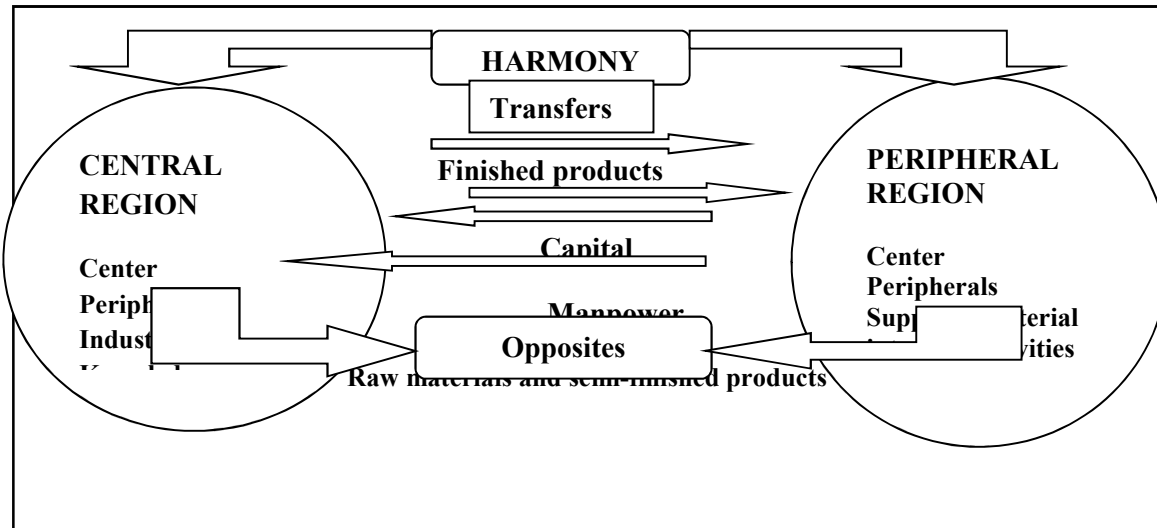 HARMONY
Transfers
Finished products
Capital
Manpower
Opposites
Raw materials and semi-finished products
CENTRAL
REGION
Center
PERIPHERAL
REGION
Center
Peripherals